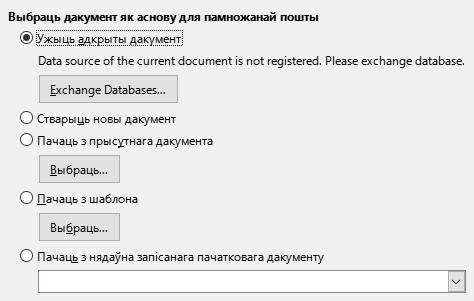 Выбраць дакумент як аснову для памножанай пошты
Ужыць адкрыты дакумент
Data source of the current document is not registered. Please exchange database.
Exchange Databases...
Стварыць новы дакумент
Пачаць з прысутнага дакумента
Выбраць...
Пачаць з шаблона
Выбраць...
Пачаць з нядаўна запісанага пачатковага дакументу